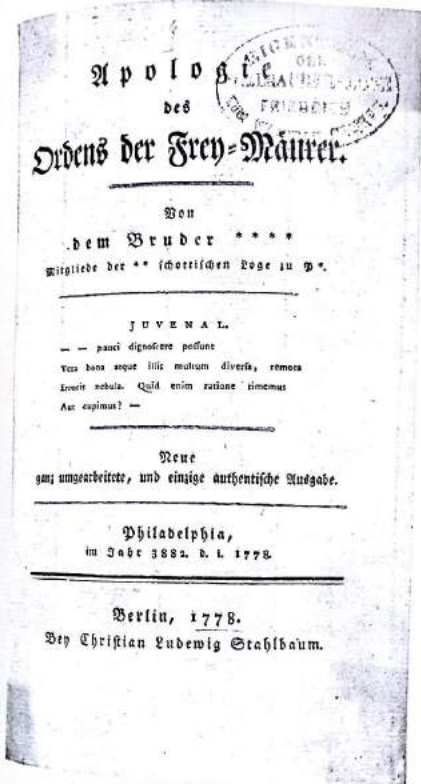 Apologie
des
Ordens der Frey-Mäurer.
Von
dem Bruder ****
Mitgliede der ** schottischen Loge zu P*.
JUVENAL.
— — pauci dignoscere possunt
Vera bona atque illis multum diversa, remota
Erroris nebula. Quid enim ratione timemus
Aut cupimus? —
Neue
ganz umgearbeitete, und einzige authentische Ausgabe.
Philadelphia,
im Jahr 3882. d. i. 1778.
Berlin, 1778.
Bey Christian Ludewig Stahlbaum.